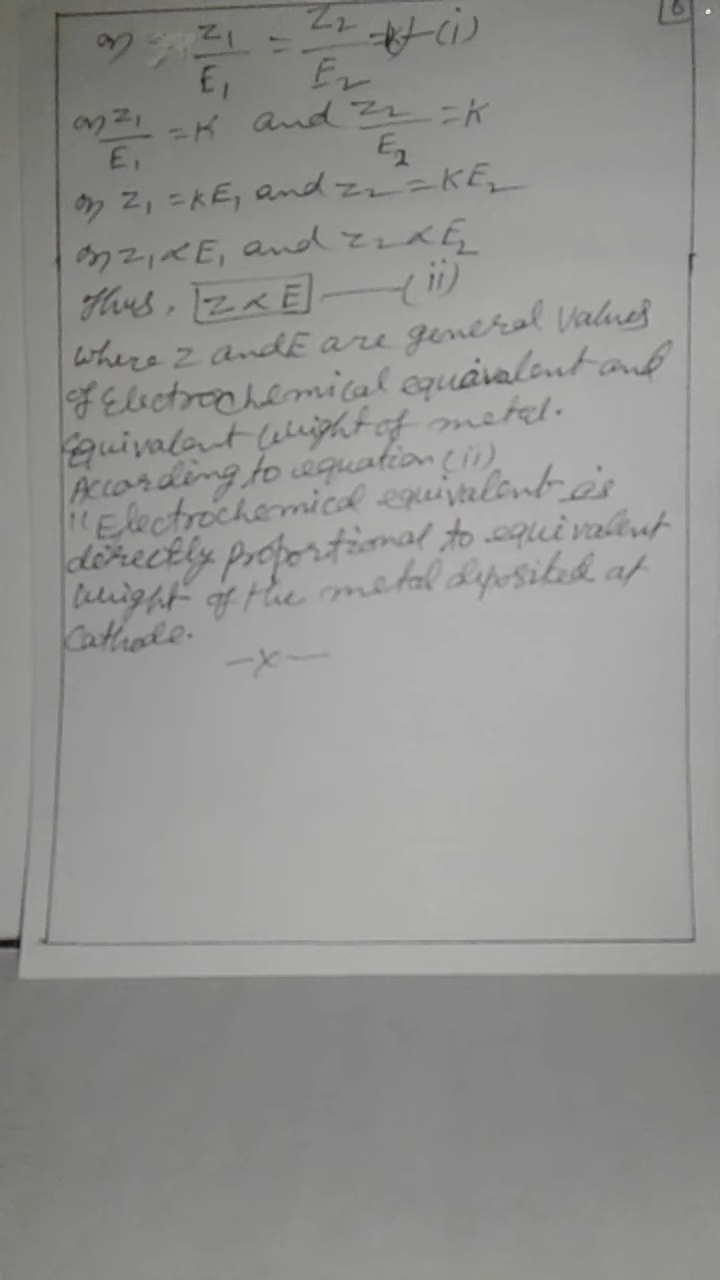 6
or Z₁/E₁ = Z₂/E₂ = K (i)
or Z₁/E₁ = K and Z₂/E₂ = K
or Z₁ = KE₁ and Z₂ = KE₂
or Z₁ ∝ E₁ and Z₂ ∝ E₂
Thus, Z ∝ E —— (ii)
Where Z and E are general values
of Electrochemical equivalent and
Equivalent Weight of metal.
According to equation (ii)
"Electrochemical equivalent is
directly proportional to equivalent
Weight of the metal deposited at
Cathode.
—x—